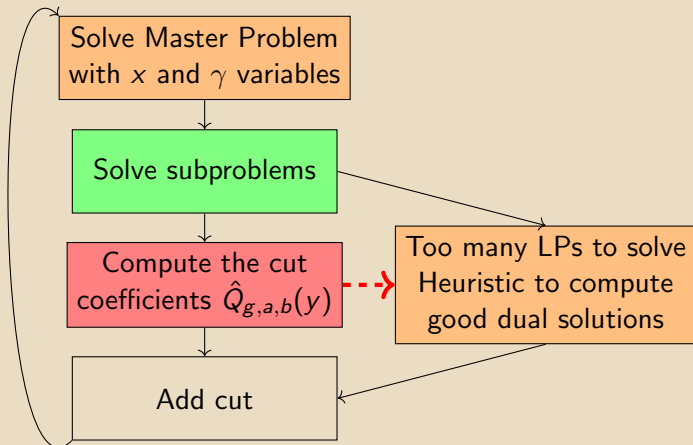 Solve Master Problem
with x and γ variables
Solve subproblems
Compute the cut
coefficients Q̂g,a,b(y)
Too many LPs to solve
Heuristic to compute
good dual solutions
Add cut